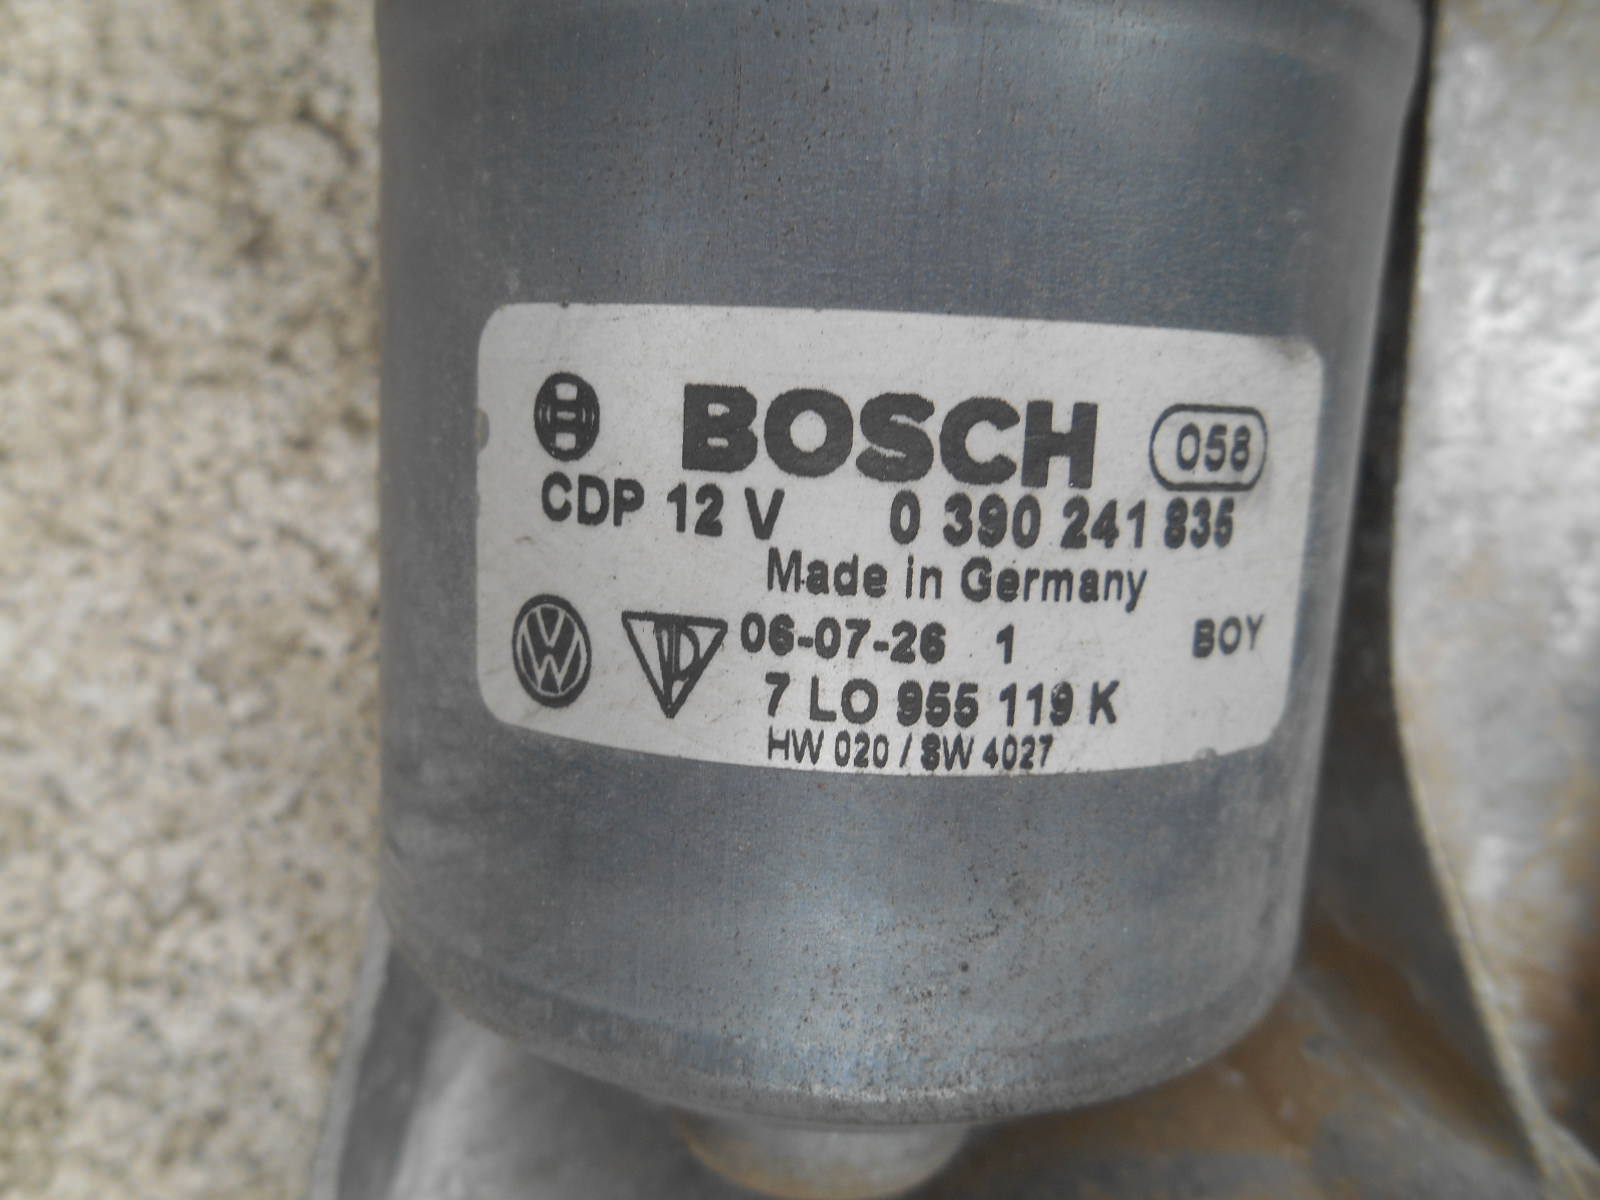 BOSCH 058
CDP 12 V 0 390 241 835
Made in Germany
06-07-26 1 BOY
7 LO 955 119 K
HW 020 / SW 4027